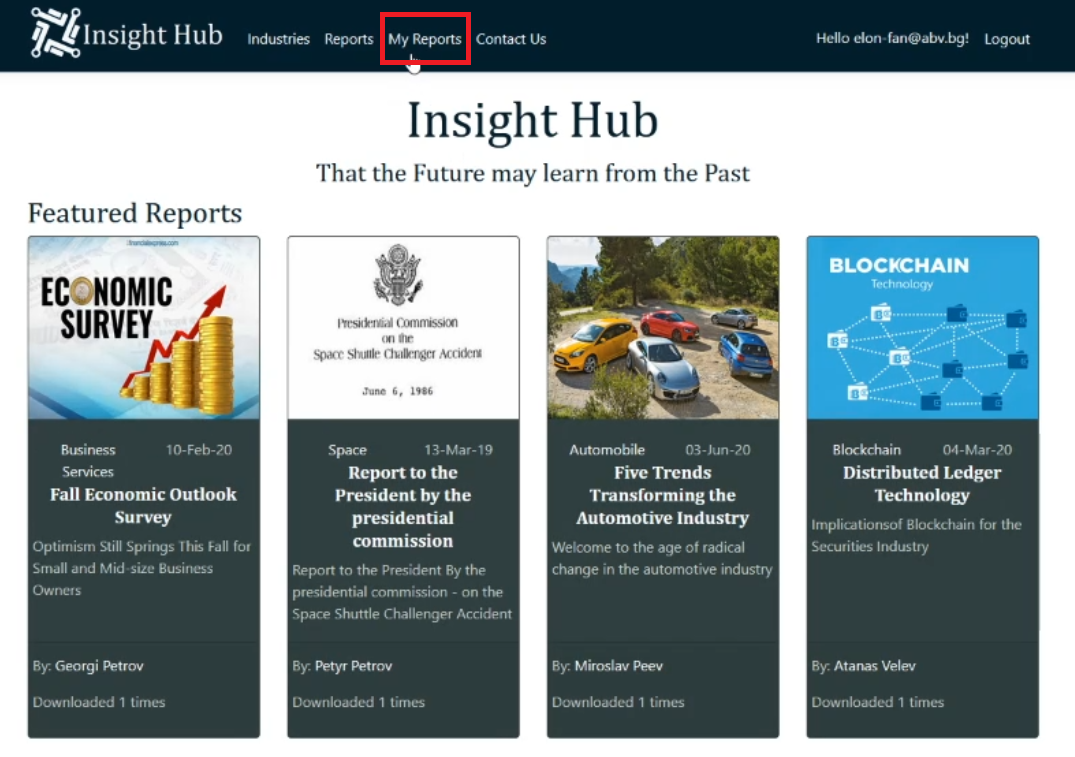 Insight Hub Industries Reports My Reports Contact Us Hello elon-fan@abv.bg! Logout
Insight Hub
That the Future may learn from the Past
Featured Reports
ECONOMIC
SURVEY
Business
Services
10-Feb-20
Fall Economic Outlook
Survey
Optimism Still Springs This Fall for
Small and Mid-size Business
Owners
By: Georgi Petrov
Downloaded 1 times
Presidential Commission
on the
Space Shuttle Challenger Accident
June 6, 1986
Space 13-Mar-19
Report to the
President by the
presidential
commission
Report to the President By the
presidential commission - on the
Space Shuttle Challenger Accident
By: Petyr Petrov
Downloaded 1 times
Automobile 03-Jun-20
Five Trends
Transforming the
Automotive Industry
Welcome to the age of radical
change in the automotive industry
By: Miroslav Peev
Downloaded 1 times
BLOCKCHAIN
Technology
Blockchain 04-Mar-20
Distributed Ledger
Technology
Implicationsof Blockchain for the
Securities Industry
By: Atanas Velev
Downloaded 1 times